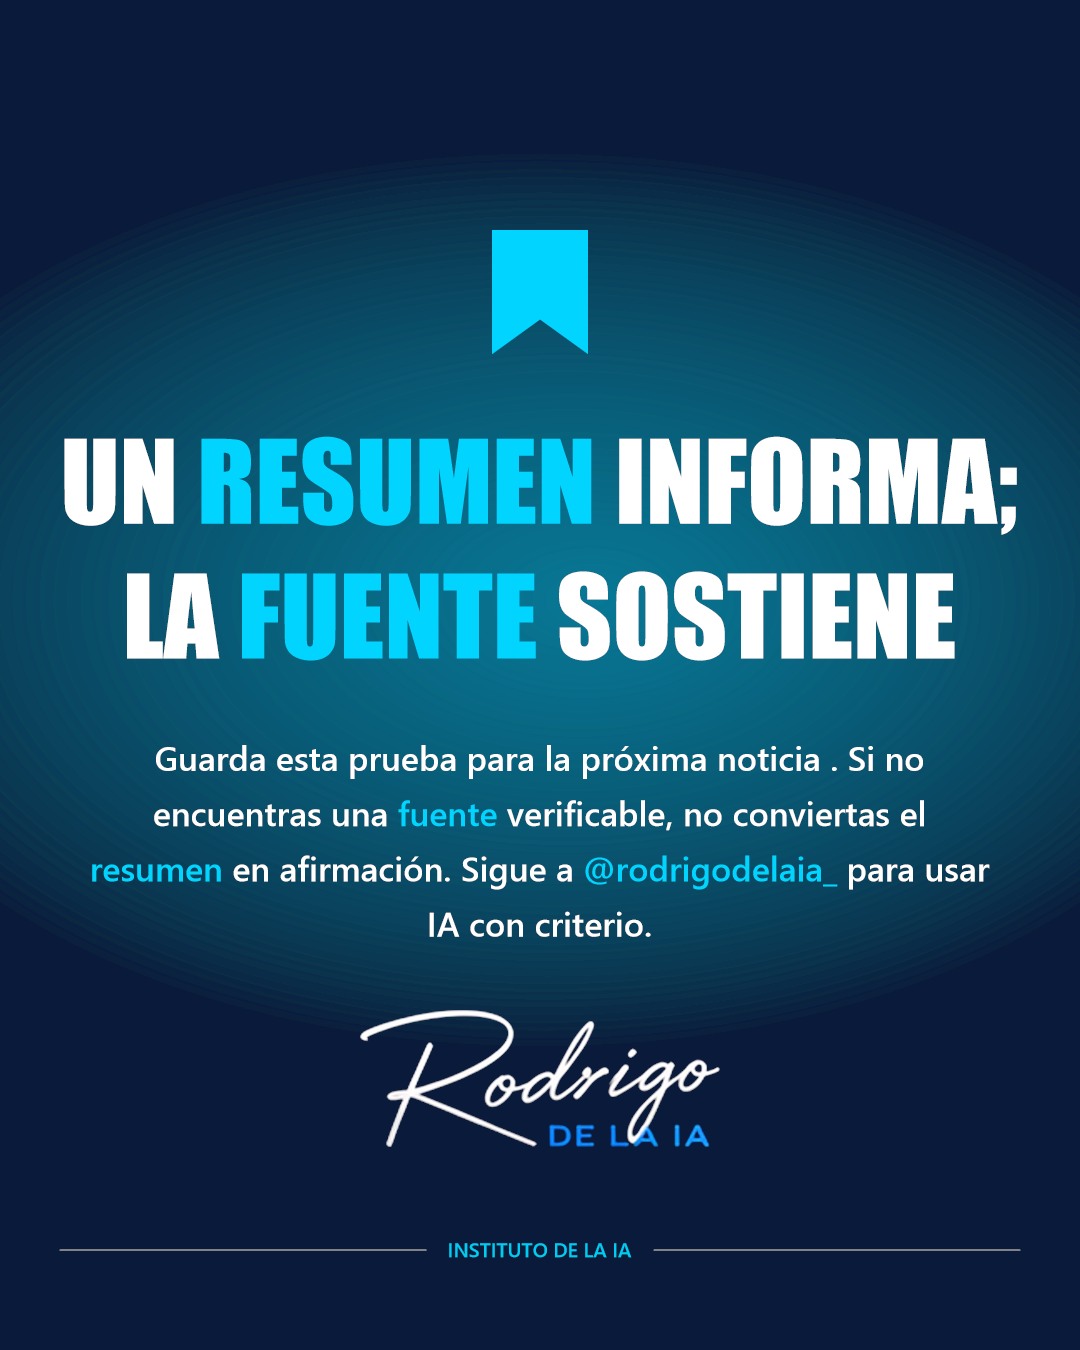 UN RESUMEN INFORMA;
LA FUENTE SOSTIENE
Guarda esta prueba para la próxima noticia . Si no
encuentras una fuente verificable, no conviertas el
resumen en afirmación. Sigue a @rodrigodelaia_ para usar
IA con criterio.
Rodrigo
DE LA IA
INSTITUTO DE LA IA